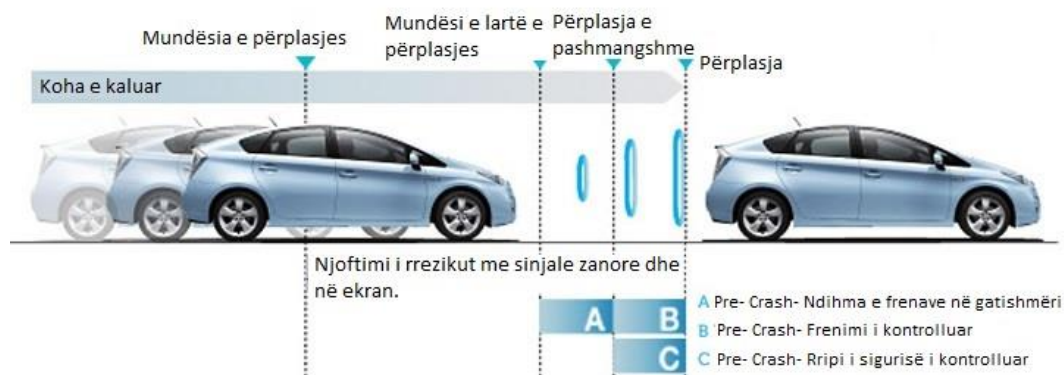 Mundësia e përplasjes
Mundësi e lartë e
përplasjes
Përplasja e
pashmangshme
Përplasja
Koha e kaluar
Njoftimi i rrezikut me sinjale zanore dhe
në ekran.
A B
C
A Pre- Crash- Ndihma e frenave në gatishmëri
B Pre- Crash- Frenimi i kontrolluar
C Pre- Crash- Rripi i sigurisë i kontrolluar